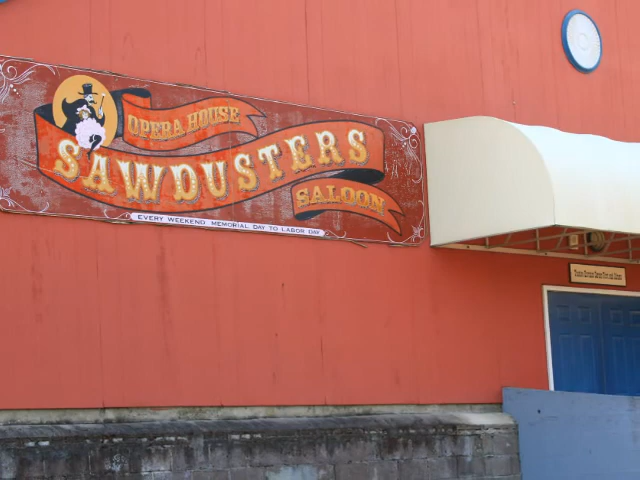 OPERA HOUSE
SAWDUSTERS
SALOON
EVERY WEEKEND MEMORIAL DAY TO LABOR DAY